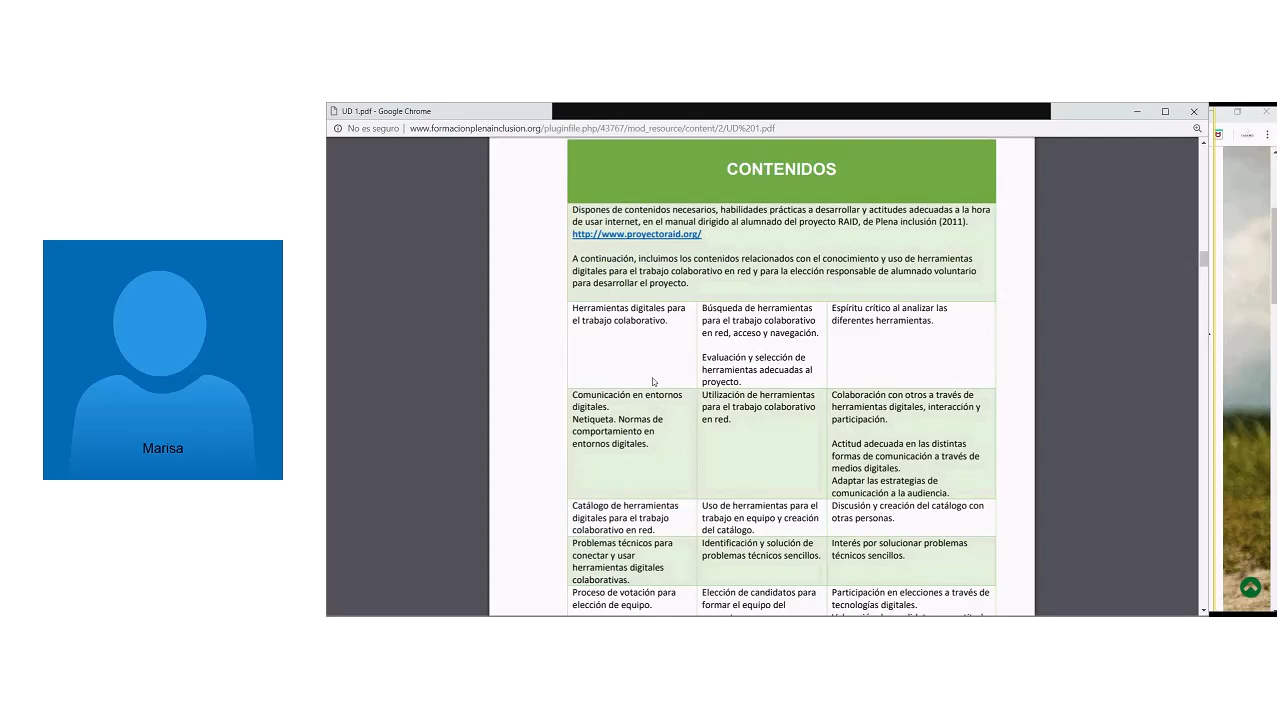 Marisa
UD 1.pdf - Google Chrome
No es seguro | www.formacionplenainclusion.org/pluginfile.php/43767/mod_resource/content/2/UD%201.pdf
CONTENIDOS
Dispones de contenidos necesarios, habilidades prácticas a desarrollar y actitudes adecuadas a la hora
de usar internet, en el manual dirigido al alumnado del proyecto RAID, de Plena inclusión (2011).
http://www.proyectoraid.org/
A continuación, incluimos los contenidos relacionados con el conocimiento y uso de herramientas
digitales para el trabajo colaborativo en red y para la elección responsable de alumnado voluntario
para desarrollar el proyecto.
Herramientas digitales para
el trabajo colaborativo.
Búsqueda de herramientas
para el trabajo colaborativo
en red, acceso y navegación.
Evaluación y selección de
herramientas adecuadas al
proyecto.
Espíritu crítico al analizar las
diferentes herramientas.
Comunicación en entornos
digitales.
Netiqueta. Normas de
comportamiento en
entornos digitales.
Utilización de herramientas
para el trabajo colaborativo
en red.
Colaboración con otros a través de
herramientas digitales, interacción y
participación.
Actitud adecuada en las distintas
formas de comunicación a través de
medios digitales.
Adaptar las estrategias de
comunicación a la audiencia.
Catálogo de herramientas
digitales para el trabajo
colaborativo en red.
Uso de herramientas para el
trabajo en equipo y creación
del catálogo.
Discusión y creación del catálogo con
otras personas.
Problemas técnicos para
conectar y usar
herramientas digitales
colaborativas.
Identificación y solución de
problemas técnicos sencillos.
Interés por solucionar problemas
técnicos sencillos.
Proceso de votación para
elección de equipo.
Elección de candidatos para
formar el equipo del
Participación en elecciones a través de
tecnologías digitales.